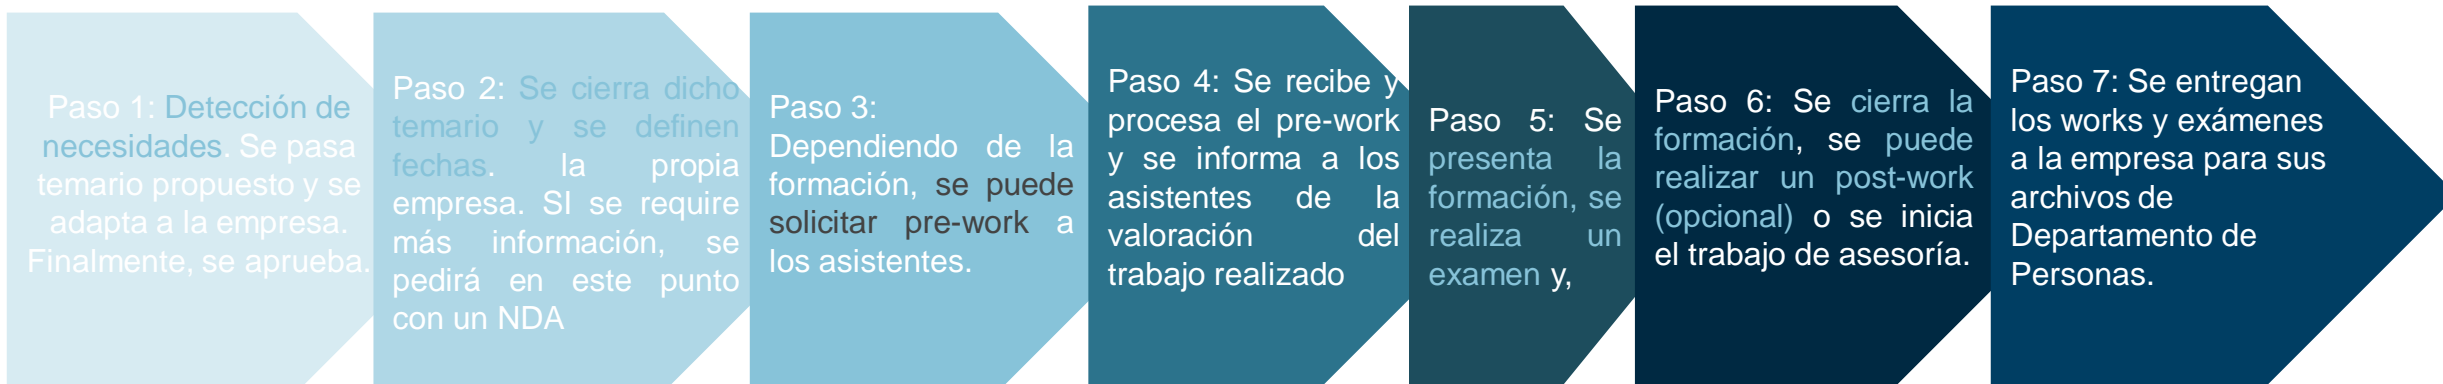 Paso 1: Detección de
necesidades. Se pasa
temario propuesto y se
adapta a la empresa.
Finalmente, se aprueba.
Paso 2: Se cierra dicho
temario y se definen
fechas. la propia
empresa. SI se require
más información, se
pedirá en este punto
con un NDA
Paso 3:
Dependiendo de la
formación, se puede
solicitar pre-work a
los asistentes.
Paso 4: Se recibe y
procesa el pre-work
y se informa a los
asistentes de la
valoración del
trabajo realizado
Paso 5: Se
presenta la
formación, se
realiza un
examen y,
Paso 6: Se cierra la
formación, se puede
realizar un post-work
(opcional) o se inicia
el trabajo de asesoría.
Paso 7: Se entregan
los works y exámenes
a la empresa para sus
archivos de
Departamento de
Personas.